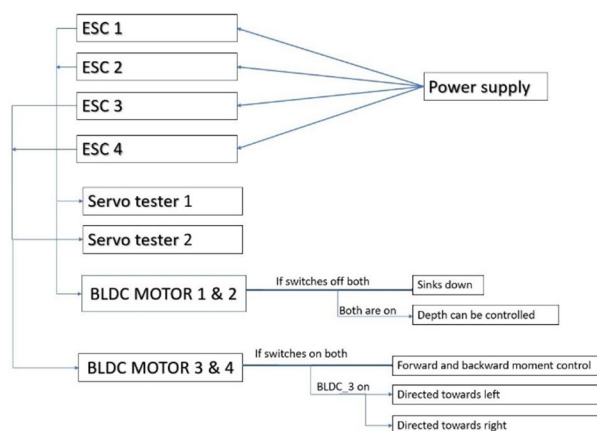 ESC 1
ESC 2
ESC 3
ESC 4
Power supply
Servo tester 1
Servo tester 2
BLDC MOTOR 1 & 2
If switches off both
Sinks down
Both are on
Depth can be controlled
BLDC MOTOR 3 & 4
If switches on both
Forward and backward moment control
BLDC_3 on
Directed towards left
Directed towards right